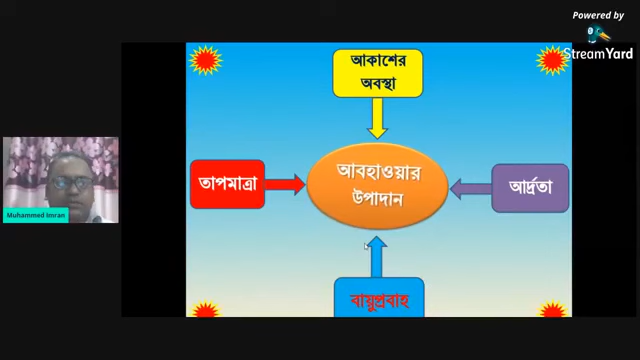 Powered by
StreamYard
আকাশের
অবস্থা
তাপমাত্রা
আবহাওয়ার
উপাদান
আর্দ্রতা
বায়ুপ্রবাহ
Muhammed Imran